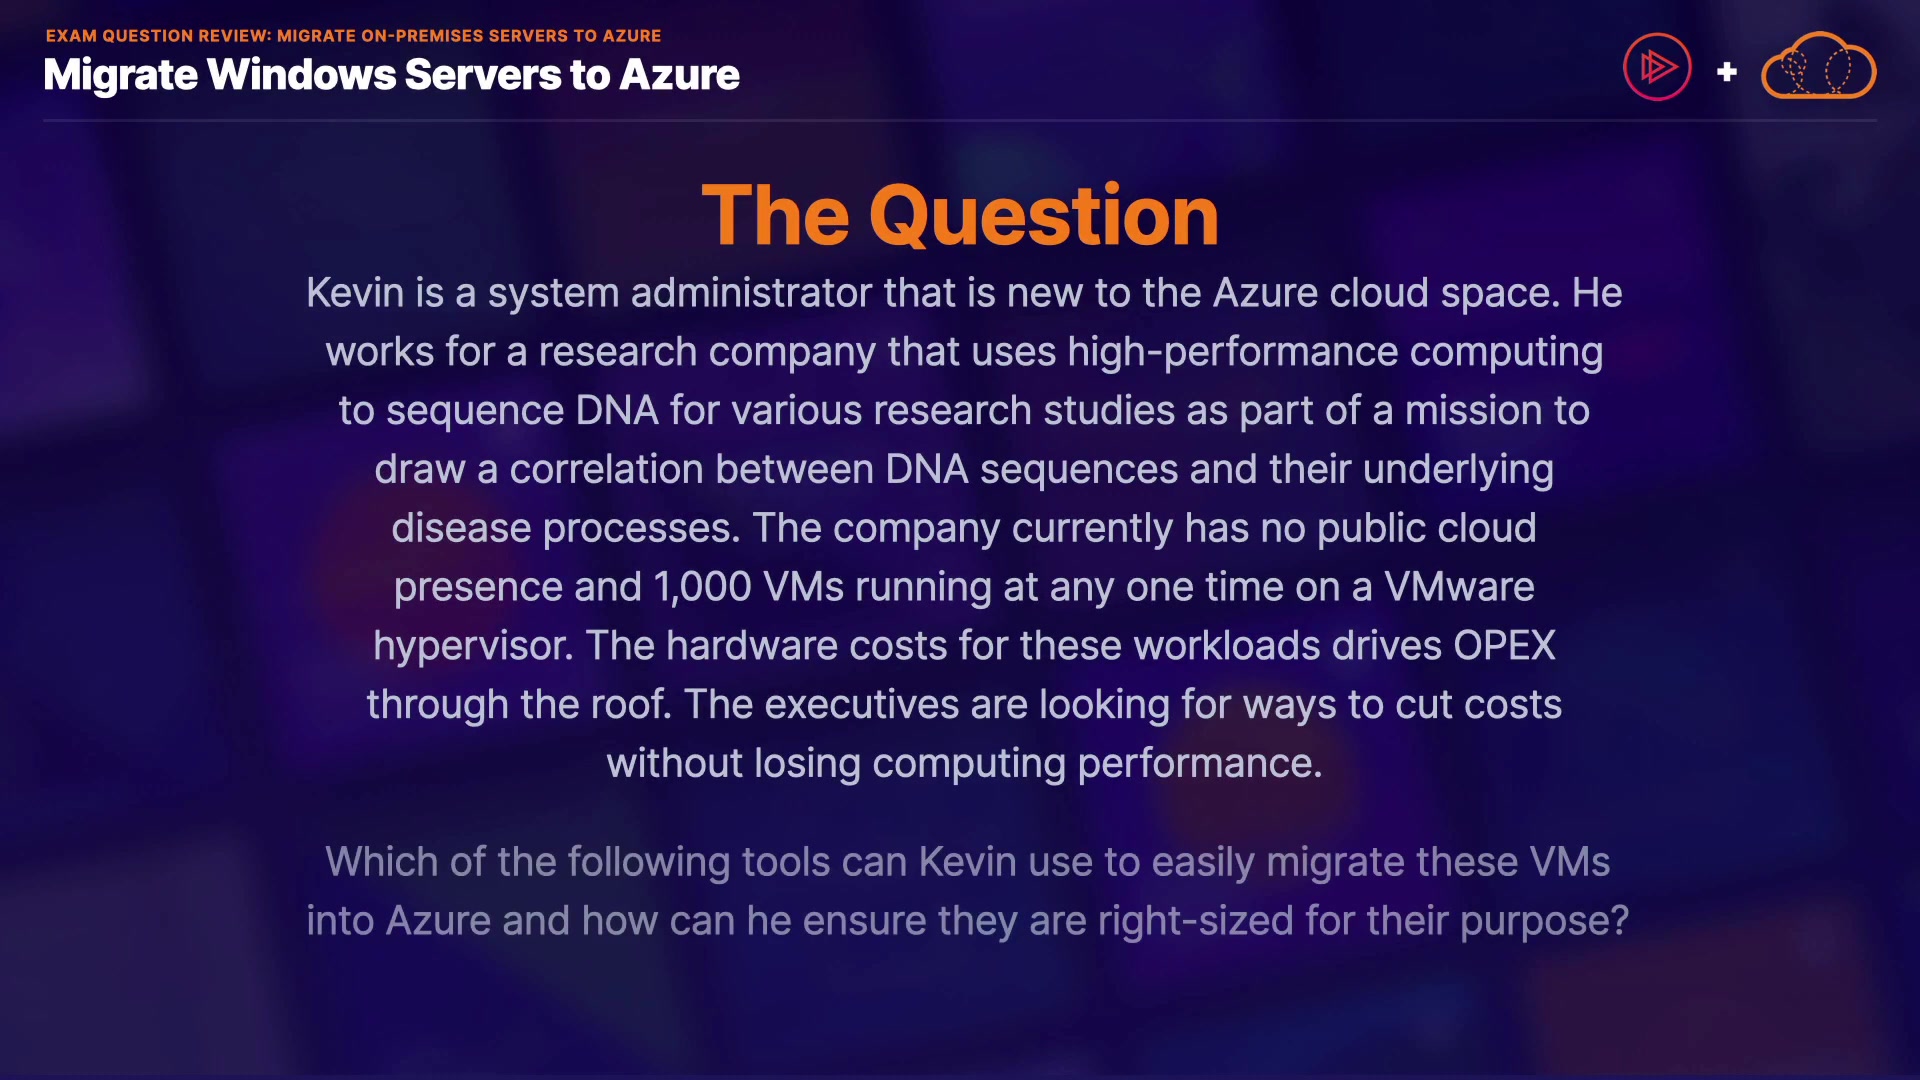 EXAM QUESTION REVIEW: MIGRATE ON-PREMISES SERVERS TO AZURE
Migrate Windows Servers to Azure
+
The Question
Kevin is a system administrator that is new to the Azure cloud space. He
works for a research company that uses high-performance computing
to sequence DNA for various research studies as part of a mission to
draw a correlation between DNA sequences and their underlying
disease processes. The company currently has no public cloud
presence and 1,000 VMs running at any one time on a VMware
hypervisor. The hardware costs for these workloads drives OPEX
through the roof. The executives are looking for ways to cut costs
without losing computing performance.
Which of the following tools can Kevin use to easily migrate these VMs
into Azure and how can he ensure they are right-sized for their purpose?